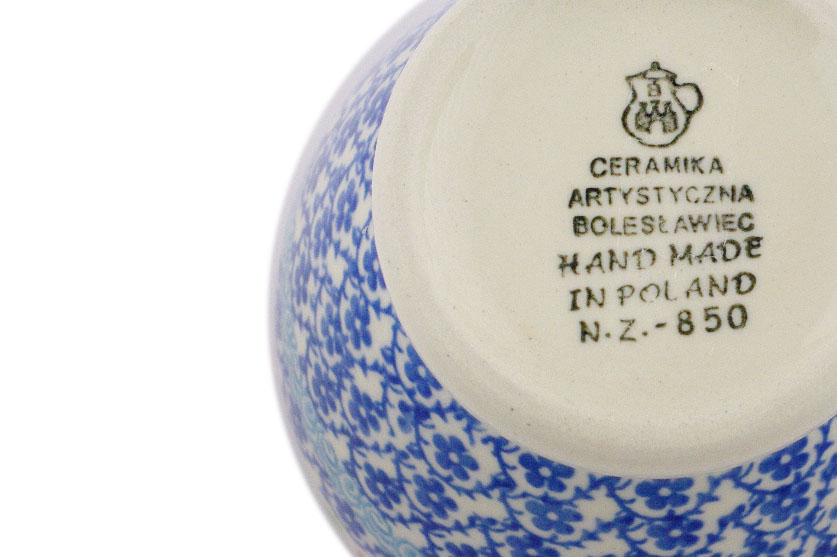 CERAMIKA
ARTYSTYCZNA
BOLESŁAWIEC
HAND MADE
IN POLAND
N.Z.-850